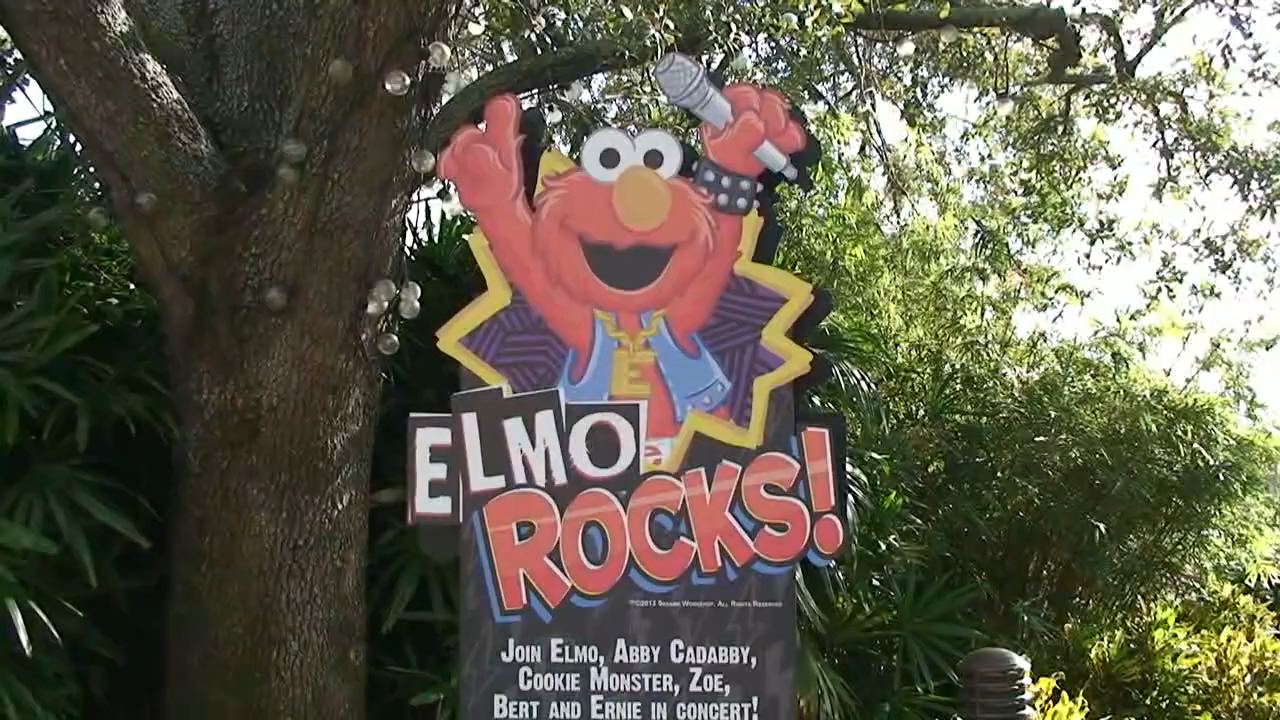 E
ELMO
ROCKS!
™©2013 Sesame Workshop. All Rights Reserved
Join Elmo, Abby Cadabby,
Cookie Monster, Zoe,
Bert and Ernie in concert!